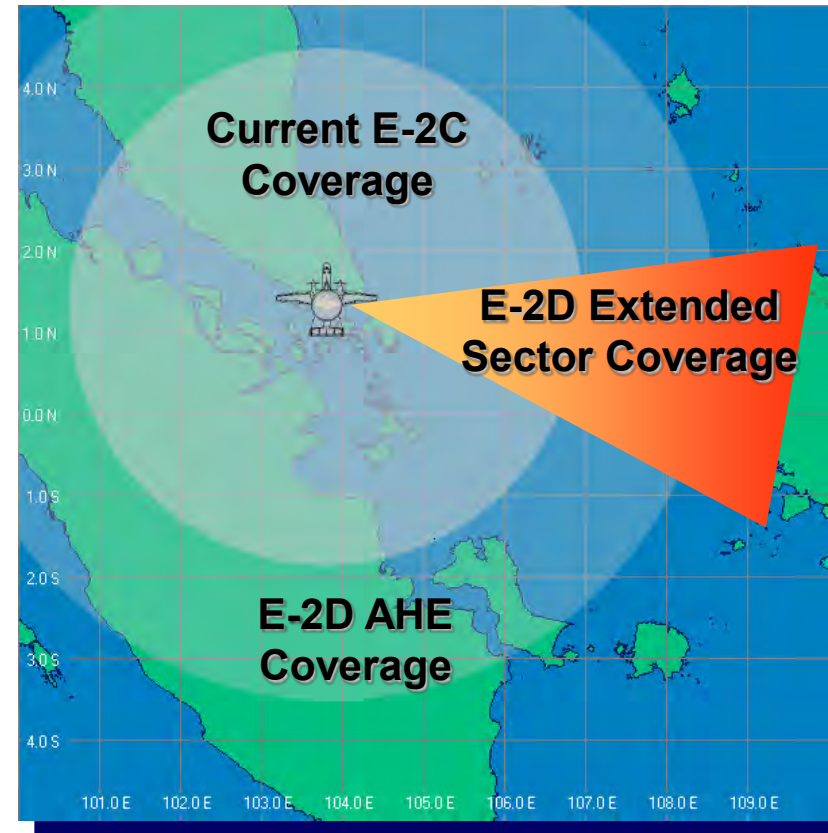 4.0 N
Current E-2C
Coverage
3.0 N
2.0 N
E-2D Extended
Sector Coverage
1.0 N
0.0 N
1.0 S
2.0 S
E-2D AHE
Coverage
3.0 S
4.0 S
101.0 E 102.0 E 103.0 E 104.0 E 105.0 E 106.0 E 107.0 E 108.0 E 109.0 E